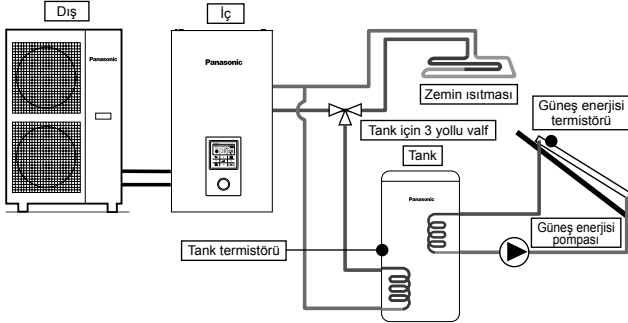 Dış
İç
Panasonic
Panasonic
Zemin ısıtması
Güneş enerjisi
termistörü
Tank için 3 yollu valf
Tank
Panasonic
Güneş enerjisi
pompası
Tank termistörü